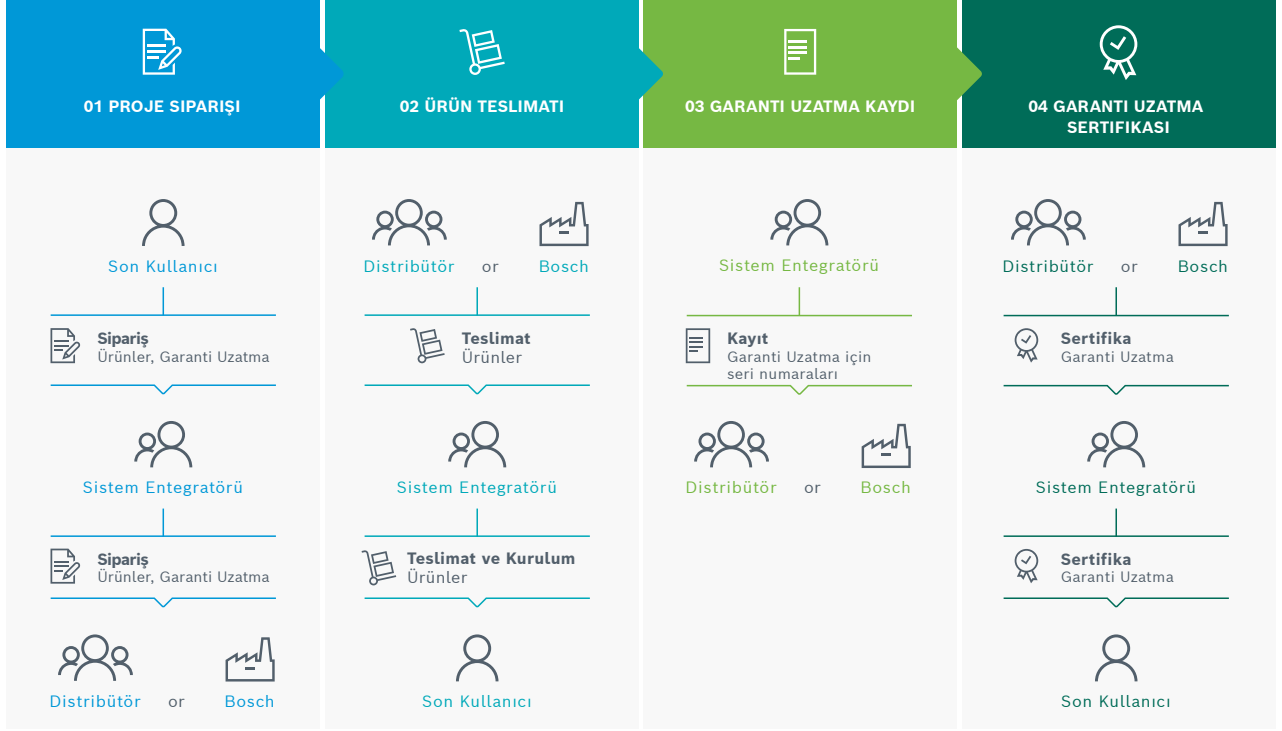 01 PROJE SIPARIŞI
Son Kullanıcı
Sipariş
Ürünler, Garanti Uzatma
Sistem Entegratörü
Sipariş
Ürünler, Garanti Uzatma
Distribütör or Bosch
02 ÜRÜN TESLIMATI
Distribütör or Bosch
Teslimat
Ürünler
Sistem Entegratörü
Teslimat ve Kurulum
Ürünler
Son Kullanıcı
03 GARANTI UZATMA KAYDI
Sistem Entegratörü
Kayıt
Garanti Uzatma için
seri numaraları
Distribütör or Bosch
04 GARANTI UZATMA
SERTIFIKASI
Distribütör or Bosch
Sertifika
Garanti Uzatma
Sistem Entegratörü
Sertifika
Garanti Uzatma
Son Kullanıcı